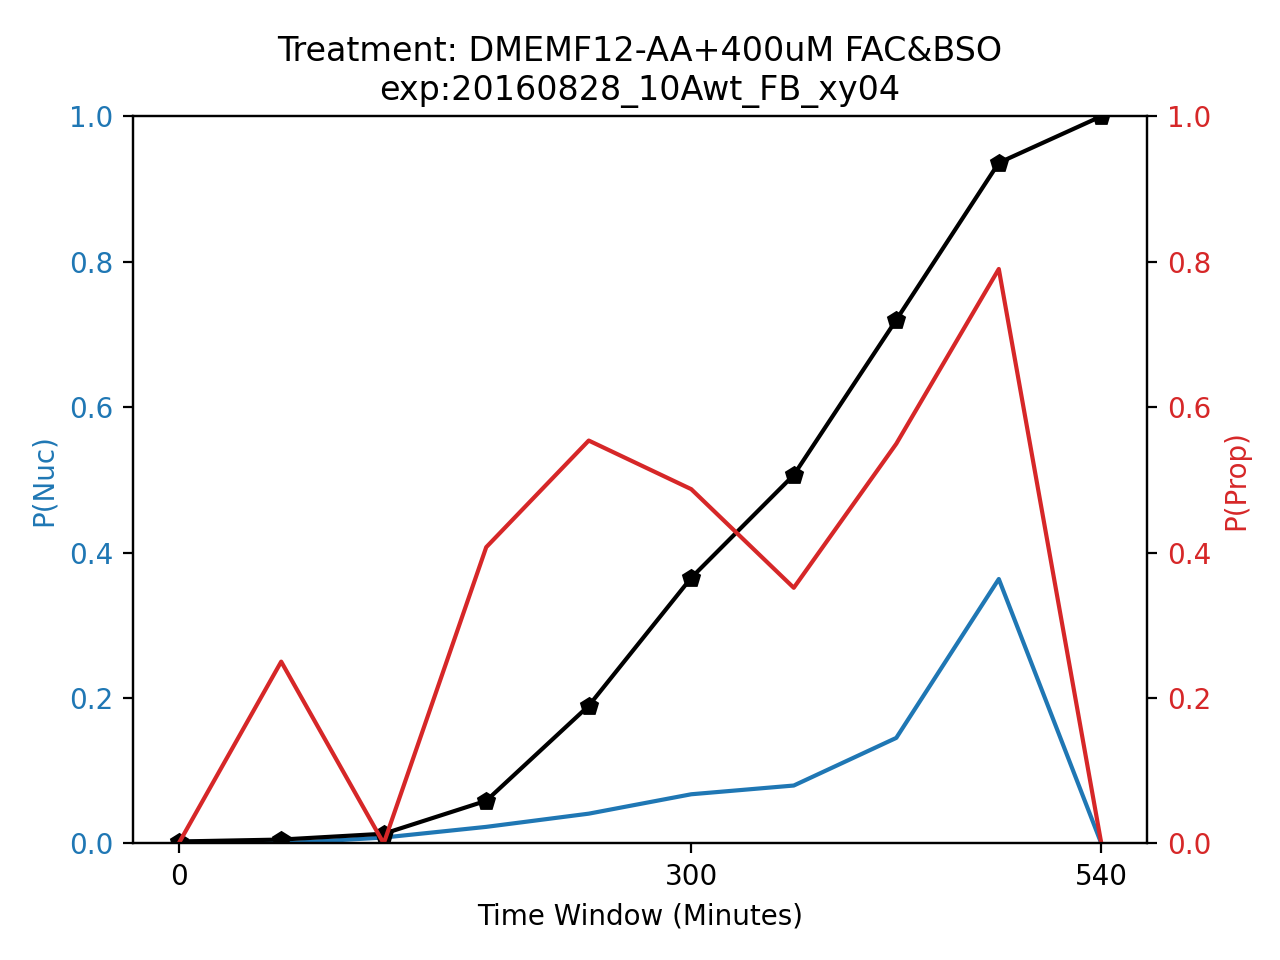 Treatment: DMEMF12-AA+400uM FAC&BSO
exp:20160828_10Awt_FB_xy04
1.0
0.8
0.6
0.4
0.2
0.0
P(Nuc)
1.0
0.8
0.6
0.4
0.2
0.0
P(Prop)
0 300 540
Time Window (Minutes)